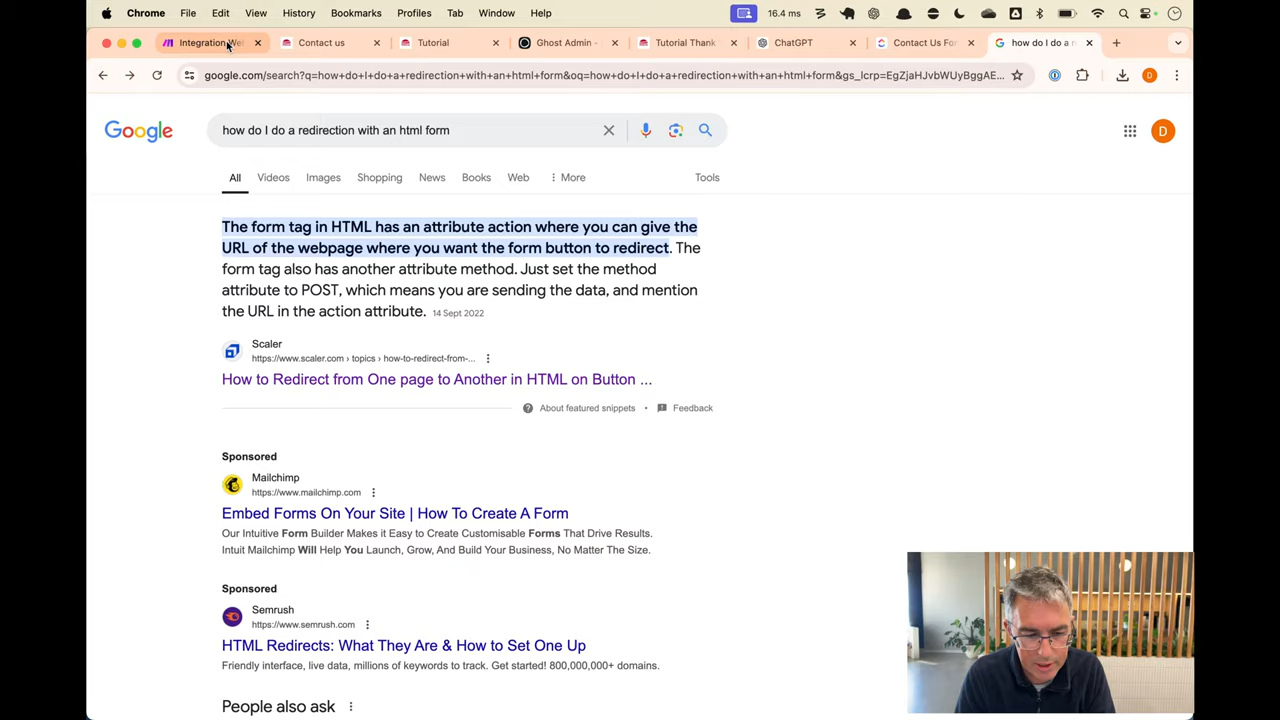 Chrome File Edit View History Bookmarks Profiles Tab Window Help 16.4 ms
Integration We
Contact us
Tutorial
Ghost Admin -
Tutorial Thank
ChatGPT
Contact Us For
how do I do a r
google.com/search?q=how+do+I+do+a+redirection+with+an+html+form&oq=how+do+I+do+a+redirection+with+an+html+form&gs_lcrp=EgZjaHJvbWUyBggAE...
D
Google
how do I do a redirection with an html form
D
All Videos Images Shopping News Books Web More Tools
The form tag in HTML has an attribute action where you can give the
URL of the webpage where you want the form button to redirect. The
form tag also has another attribute method. Just set the method
attribute to POST, which means you are sending the data, and mention
the URL in the action attribute. 14 Sept 2022
Scaler
https://www.scaler.com › topics › how-to-redirect-from-...
How to Redirect from One page to Another in HTML on Button ...
About featured snippets • Feedback
Sponsored
Mailchimp
https://www.mailchimp.com
Embed Forms On Your Site | How To Create A Form
Our Intuitive Form Builder Makes it Easy to Create Customisable Forms That Drive Results.
Intuit Mailchimp Will Help You Launch, Grow, And Build Your Business, No Matter The Size.
Sponsored
Semrush
https://www.semrush.com
HTML Redirects: What They Are & How to Set One Up
Friendly interface, live data, millions of keywords to track. Get started! 800,000,000+ domains.
People also ask